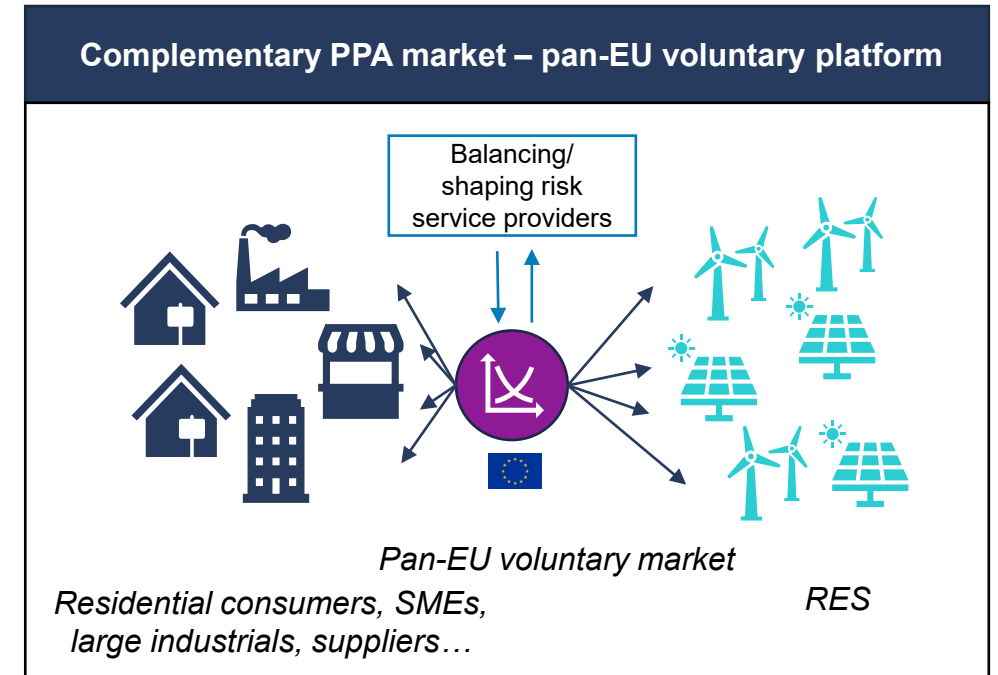 Complementary PPA market – pan-EU voluntary platform
Balancing/
shaping risk
service providers
Pan-EU voluntary market
Residential consumers, SMEs,
large industrials, suppliers…
RES